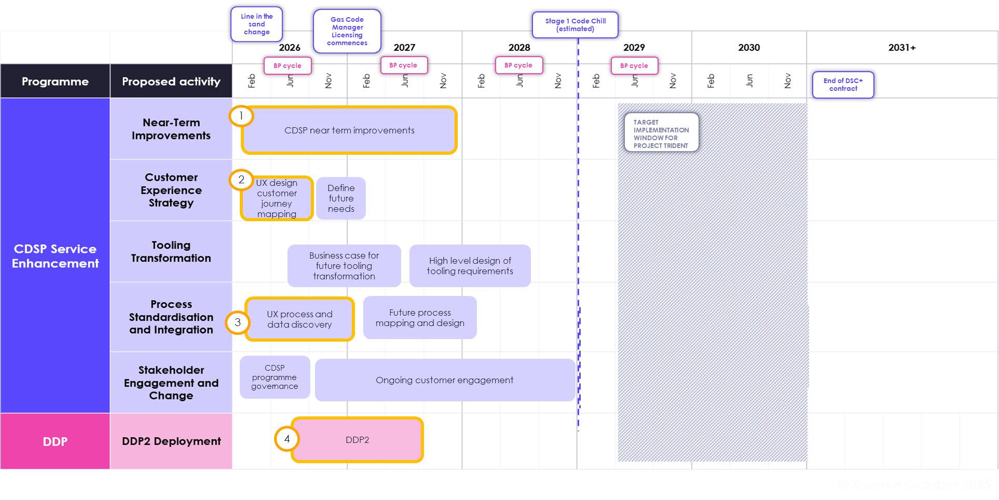 Line in the
sand
change
Gas Code
Manager
Licensing
commences
Stage 1 Code Chill
(estimated)
2026
2027
2028
2029
2030
2031+
BP cycle
BP cycle
BP cycle
BP cycle
Programme
Proposed activity
Feb
Jun
Nov
Feb
Jun
Nov
Feb
Jun
Nov
Feb
Jun
Nov
Feb
Jun
Nov
End of DSC+
contract
CDSP Service
Enhancement
Near-Term
Improvements
1
CDSP near term improvements
TARGET
IMPLEMENTATION
WINDOW FOR
PROJECT TRIDENT
Customer
Experience
Strategy
2
UX design
customer
journey
mapping
Define
future
needs
Tooling
Transformation
Business case for
future tooling
transformation
High level design of
tooling requirements
Process
Standardisation
and Integration
3
UX process and
data discovery
Future process
mapping and design
Stakeholder
Engagement and
Change
CDSP
programme
governance
Ongoing customer engagement
DDP
DDP2 Deployment
4
DDP2
© Xoserve October 2025